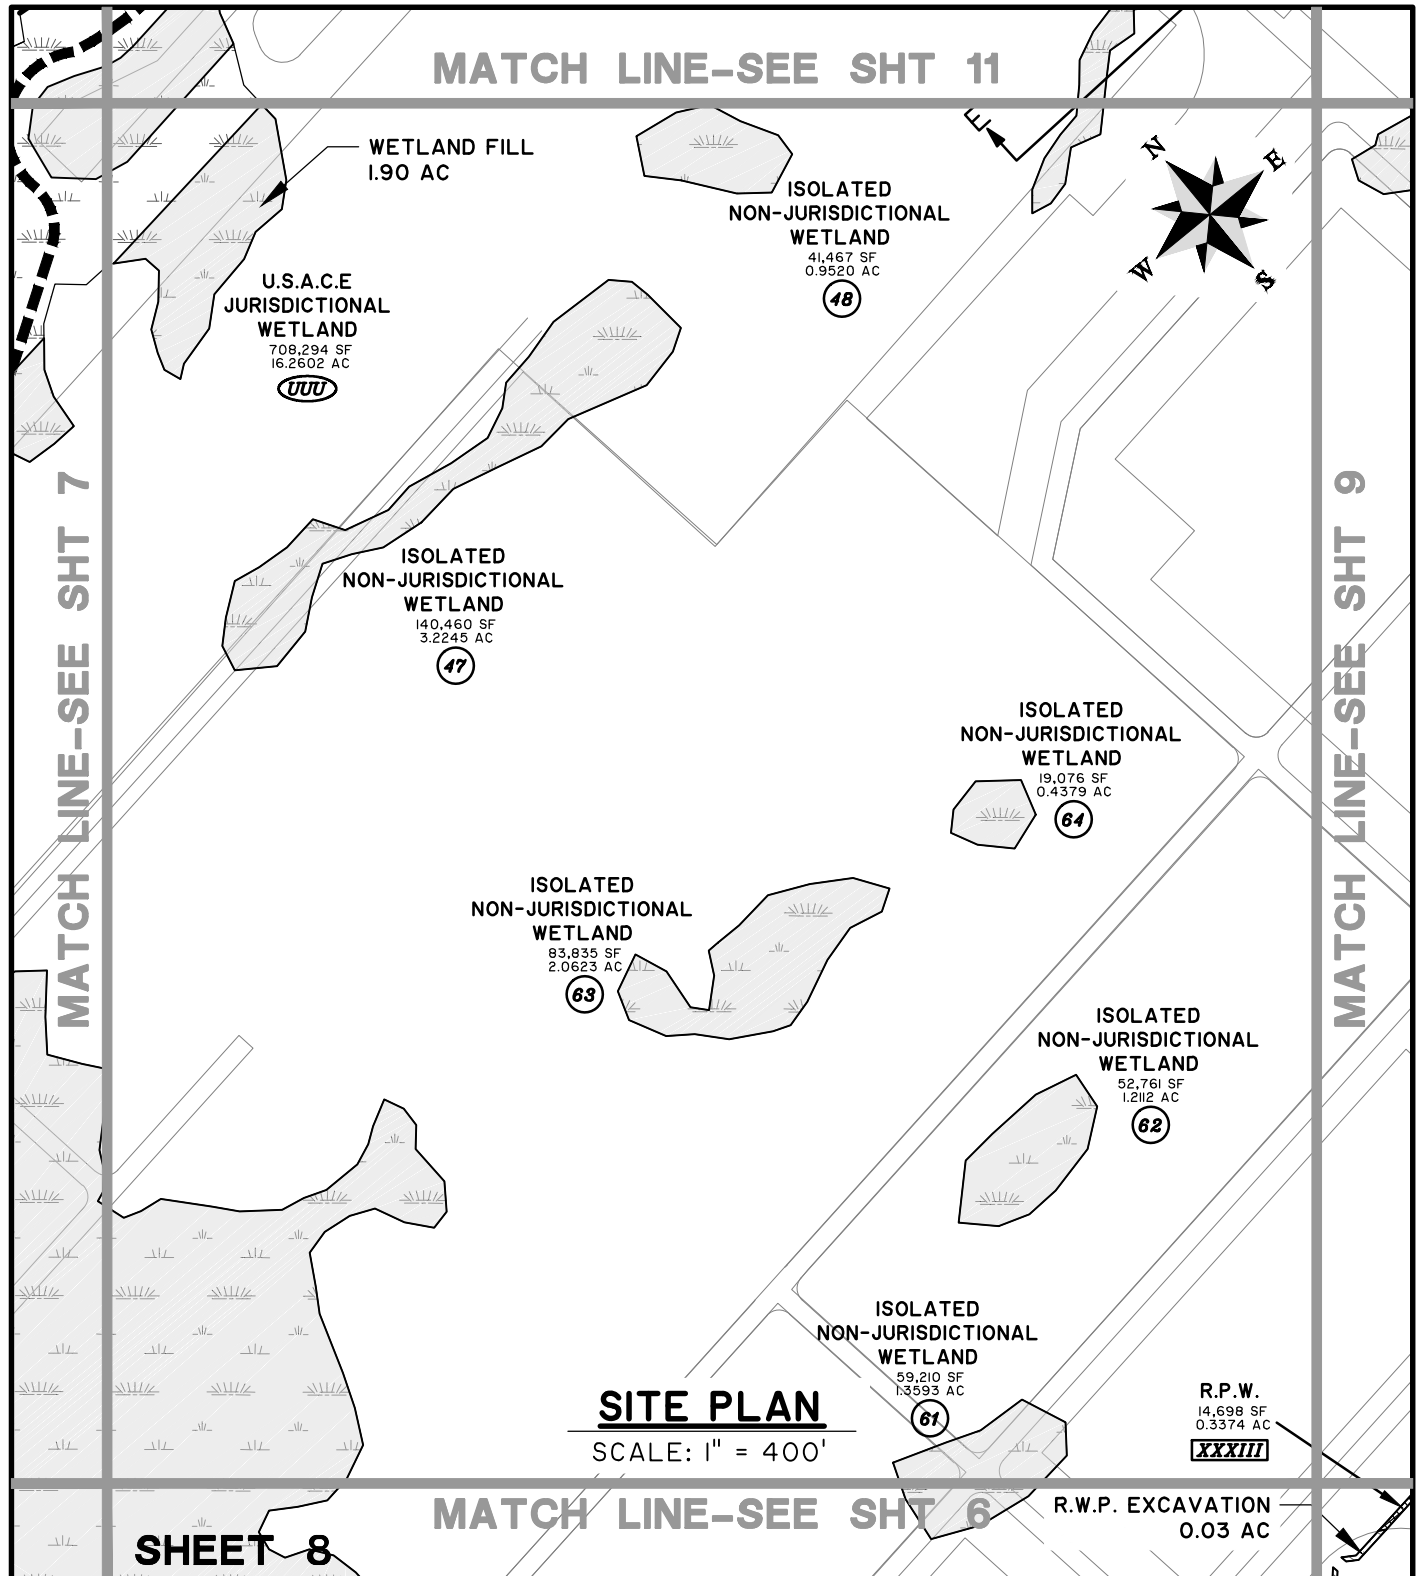 MATCH LINE-SEE SHT 11
WETLAND FILL
1.90 AC
E
N
E
W
S
ISOLATED
NON-JURISDICTIONAL
WETLAND
41,467 SF
0.9520 AC
48
U.S.A.C.E
JURISDICTIONAL
WETLAND
708,294 SF
16.2602 AC
UUU
MATCH LINE-SEE SHT 7
MATCH LINE-SEE SHT 9
ISOLATED
NON-JURISDICTIONAL
WETLAND
140,460 SF
3.2245 AC
47
ISOLATED
NON-JURISDICTIONAL
WETLAND
19,076 SF
0.4379 AC
64
ISOLATED
NON-JURISDICTIONAL
WETLAND
83,835 SF
2.0623 AC
63
ISOLATED
NON-JURISDICTIONAL
WETLAND
52,761 SF
1.2112 AC
62
ISOLATED
NON-JURISDICTIONAL
WETLAND
59,210 SF
1.3593 AC
61
SITE PLAN
SCALE: 1" = 400'
R.P.W.
14,698 SF
0.3374 AC
XXXIII
MATCH LINE-SEE SHT 6
R.W.P. EXCAVATION
0.03 AC
SHEET 8